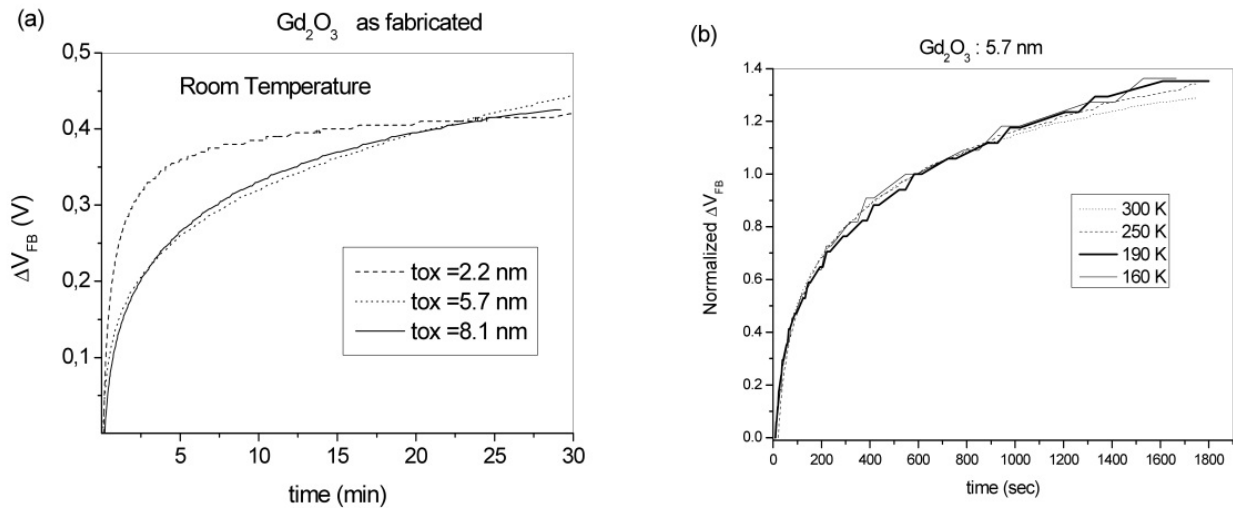 (a)
Gd₂O₃ as fabricated
Room Temperature
0,5
0,4
0,3
0,2
0,1
ΔV_FB (V)
tox =2.2 nm
tox =5.7 nm
tox =8.1 nm
5 10 15 20 25 30
time (min)
(b)
Gd₂O₃ : 5.7 nm
1.4
1.2
1.0
0.8
0.6
0.4
0.2
0.0
Normalized ΔV_FB
300 K
250 K
190 K
160 K
0 200 400 600 800 1000 1200 1400 1600 1800
time (sec)